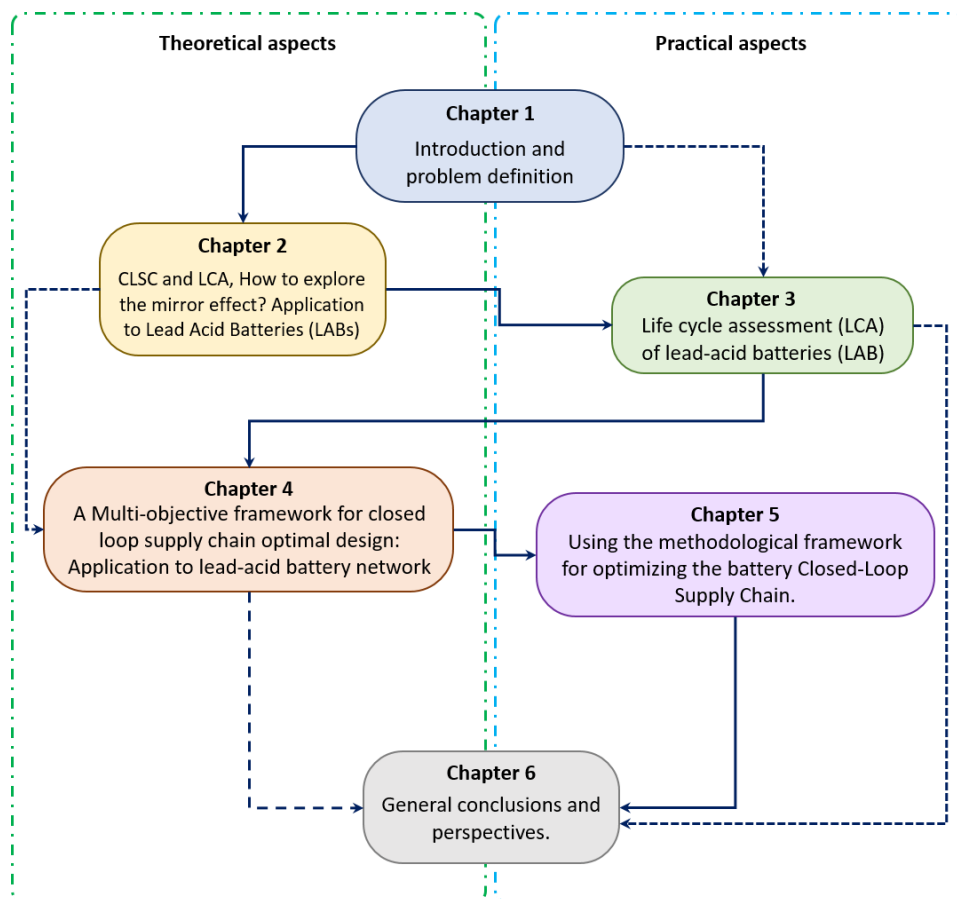 Theoretical aspects
Practical aspects
Chapter 1
Introduction and
problem definition
Chapter 2
CLSC and LCA, How to explore
the mirror effect? Application
to Lead Acid Batteries (LABs)
Chapter 3
Life cycle assessment (LCA)
of lead-acid batteries (LAB)
Chapter 4
A Multi-objective framework for closed
loop supply chain optimal design:
Application to lead-acid battery network
Chapter 5
Using the methodological framework
for optimizing the battery Closed-Loop
Supply Chain.
Chapter 6
General conclusions and
perspectives.